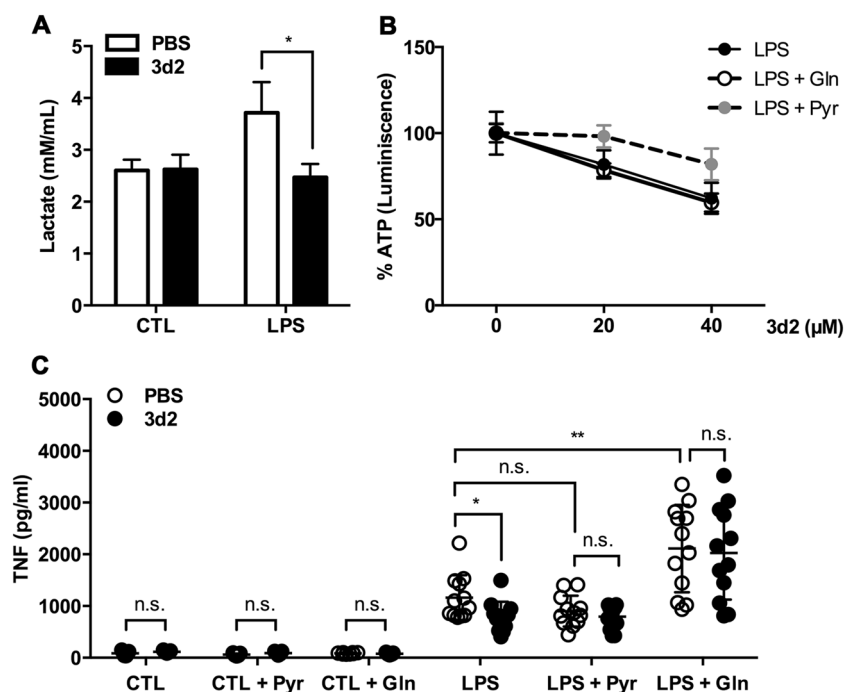 A
PBS
3d2
*
5
4
3
2
1
0
Lactate (mM/mL)
CTL
LPS
B
LPS
LPS + Gln
LPS + Pyr
150
100
50
0
% ATP (Luminiscence)
0
20
40
3d2 (µM)
C
PBS
3d2
5000
4000
3000
2000
1000
0
TNF (pg/ml)
n.s.
n.s.
n.s.
*
n.s.
**
n.s.
n.s.
CTL
CTL + Pyr
CTL + Gln
LPS
LPS + Pyr
LPS + Gln